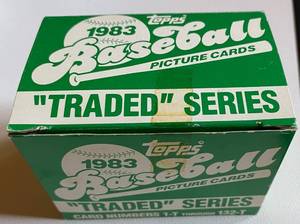 Topps
1983
Baseball
PICTURE CARDS
"TRADED" SERIES
Topps
1983
Baseball
PICTURE CARDS
"TRADED" SERIES
CARD NUMBERS 1-T THROUGH 132-T